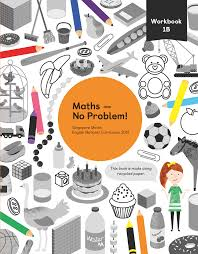 Workbook
1B
Maths —
No Problem!
Singapore Maths
English National Curriculum 2014
This book is made using
recycled paper.